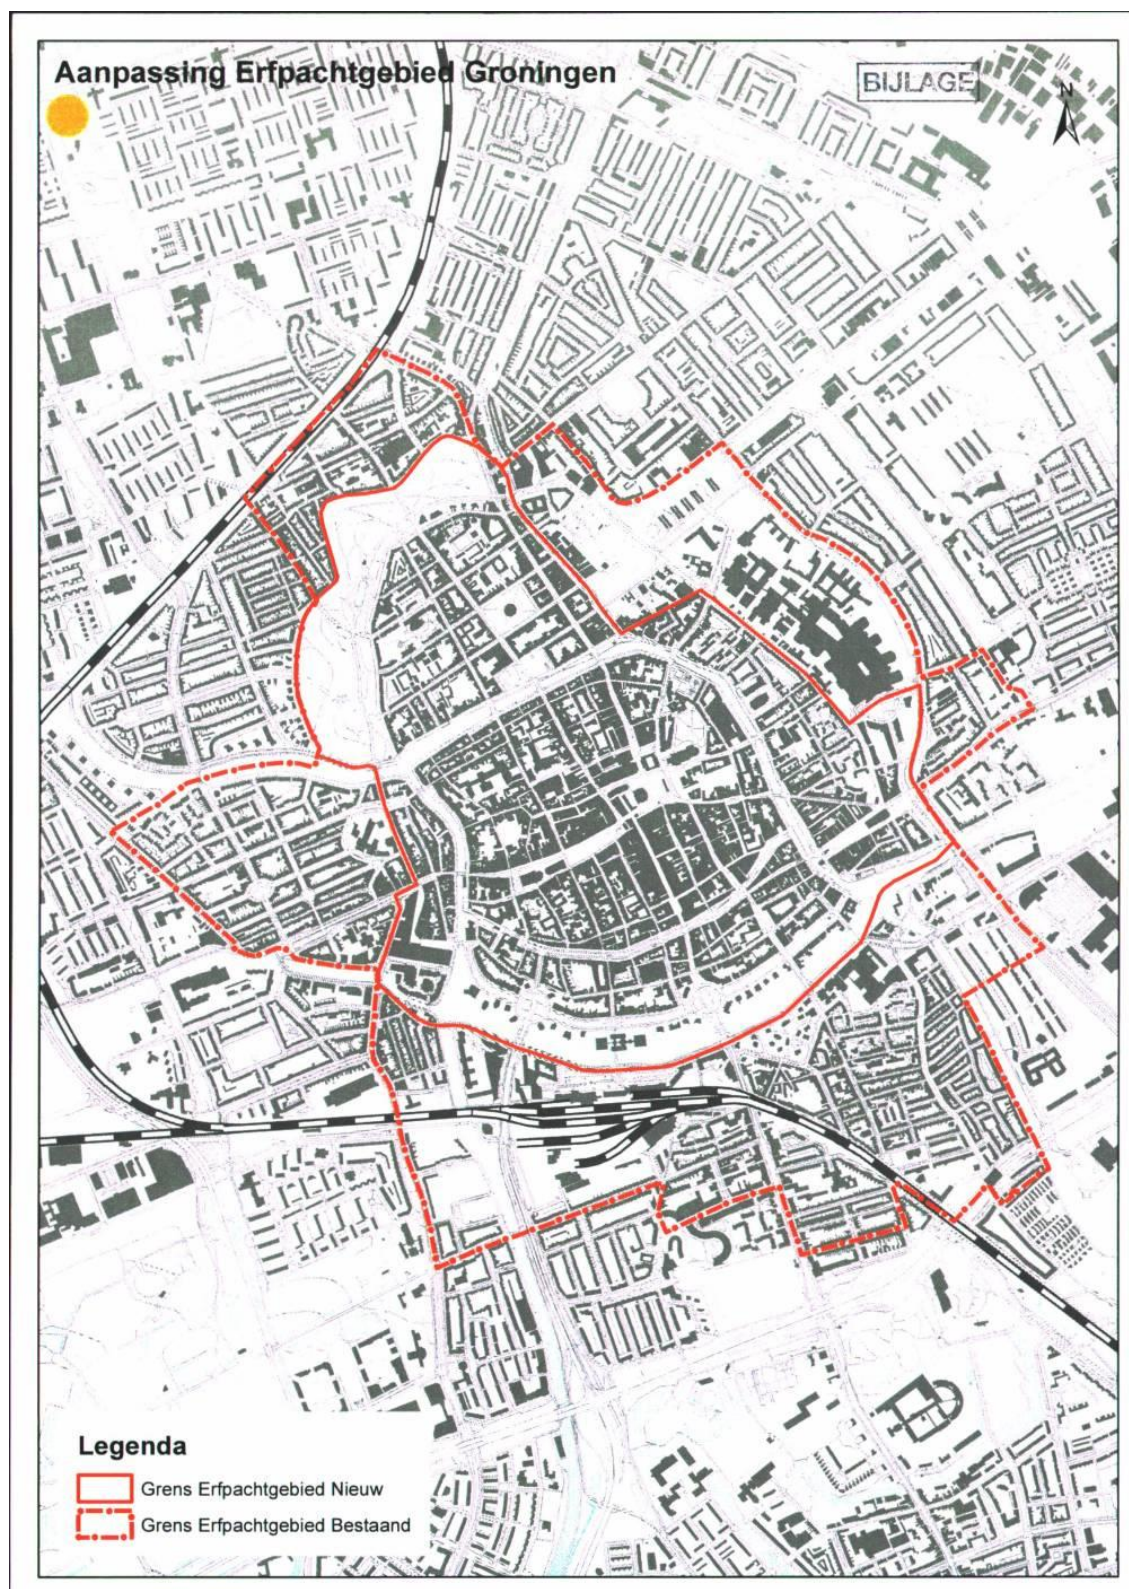 Aanpassing Erfpachtgebied Groningen
BIJLAGE
N
Legenda
Grens Erfpachtgebied Nieuw
Grens Erfpachtgebied Bestaand